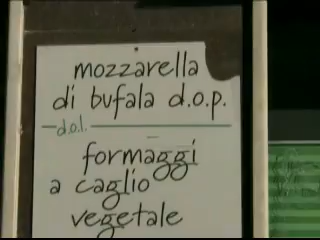 mozzarella
di bufala d.o.p.
d.o.l.
formaggi
a caglio
vegetale